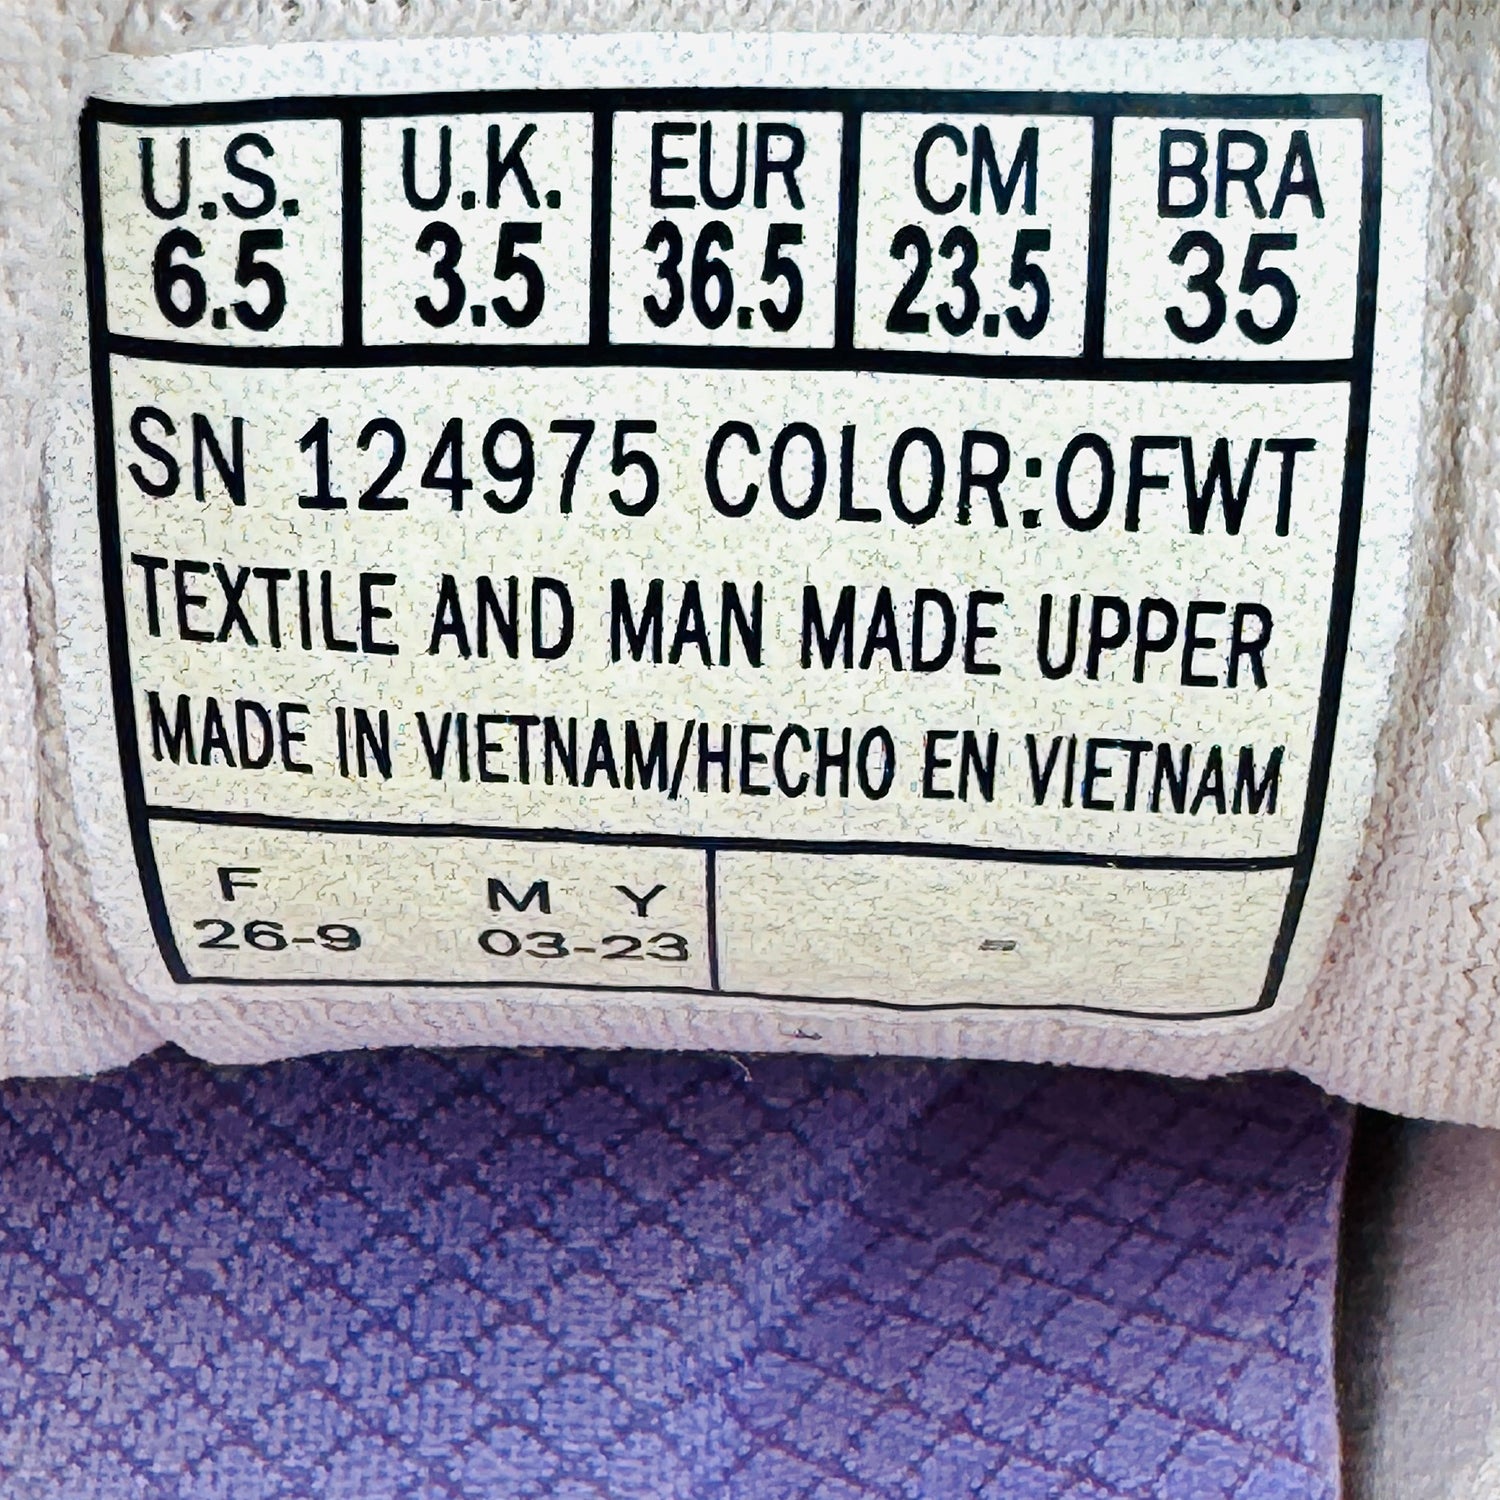 U.S. U.K. EUR CM BRA
6.5 3.5 36.5 23.5 35
SN 124975 COLOR:OFWT
TEXTILE AND MAN MADE UPPER
MADE IN VIETNAM/HECHO EN VIETNAM
F M Y
26-9 03-23 -